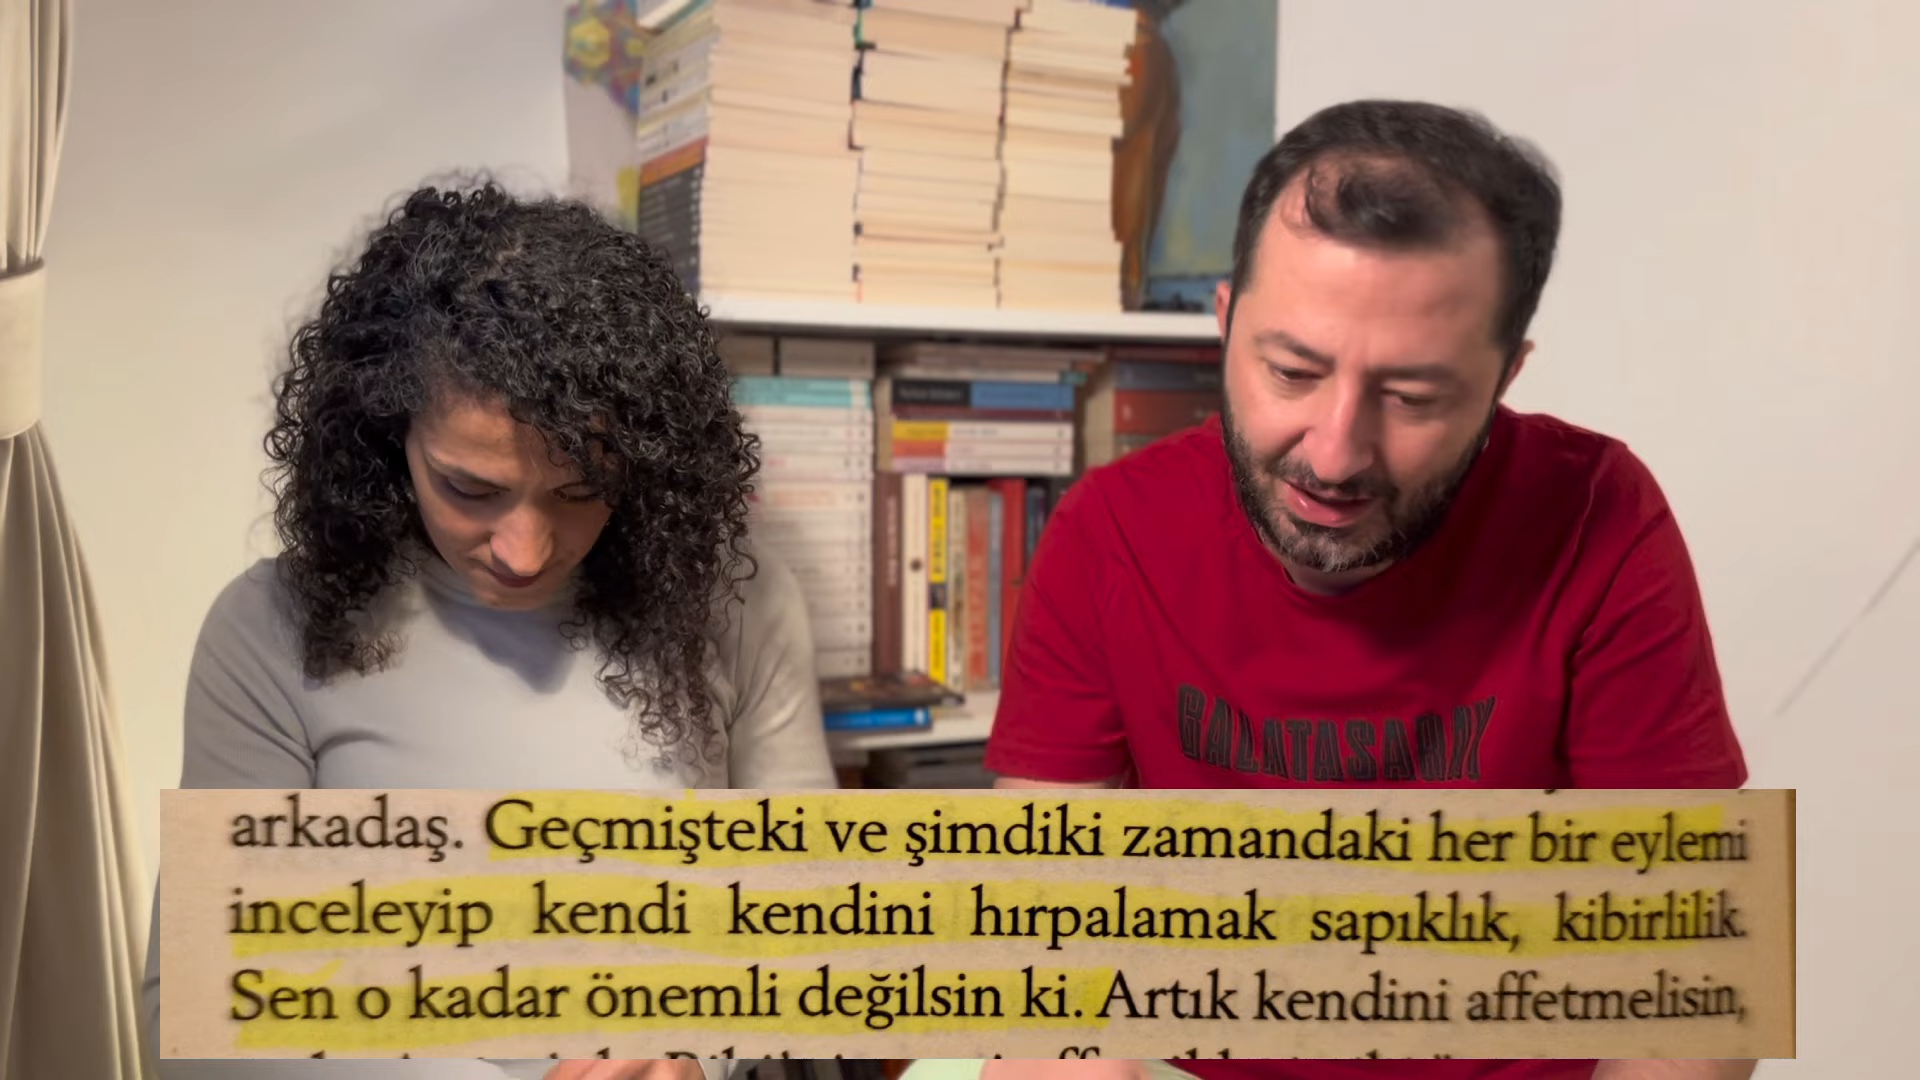 GALATASARAY
arkadaş. Geçmişteki ve şimdiki zamandaki her bir eylemi
inceleyip kendi kendini hırpalamak sapıklık, kibirlilik.
Sen o kadar önemli değilsin ki. Artık kendini affetmelisin,